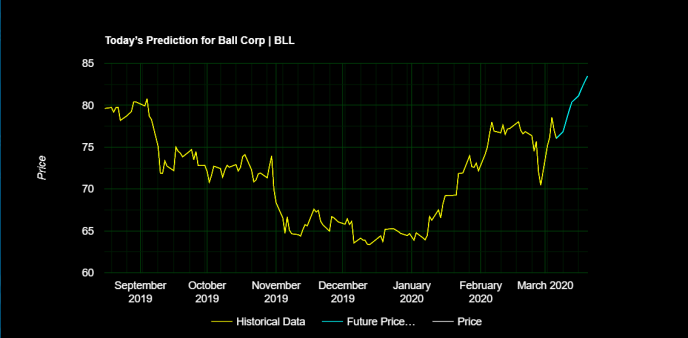 Today's Prediction for Ball Corp | BLL
85
80
75
70
65
60
Price
September 2019
October 2019
November 2019
December 2019
January 2020
February 2020
March 2020
Historical Data
Future Price...
Price